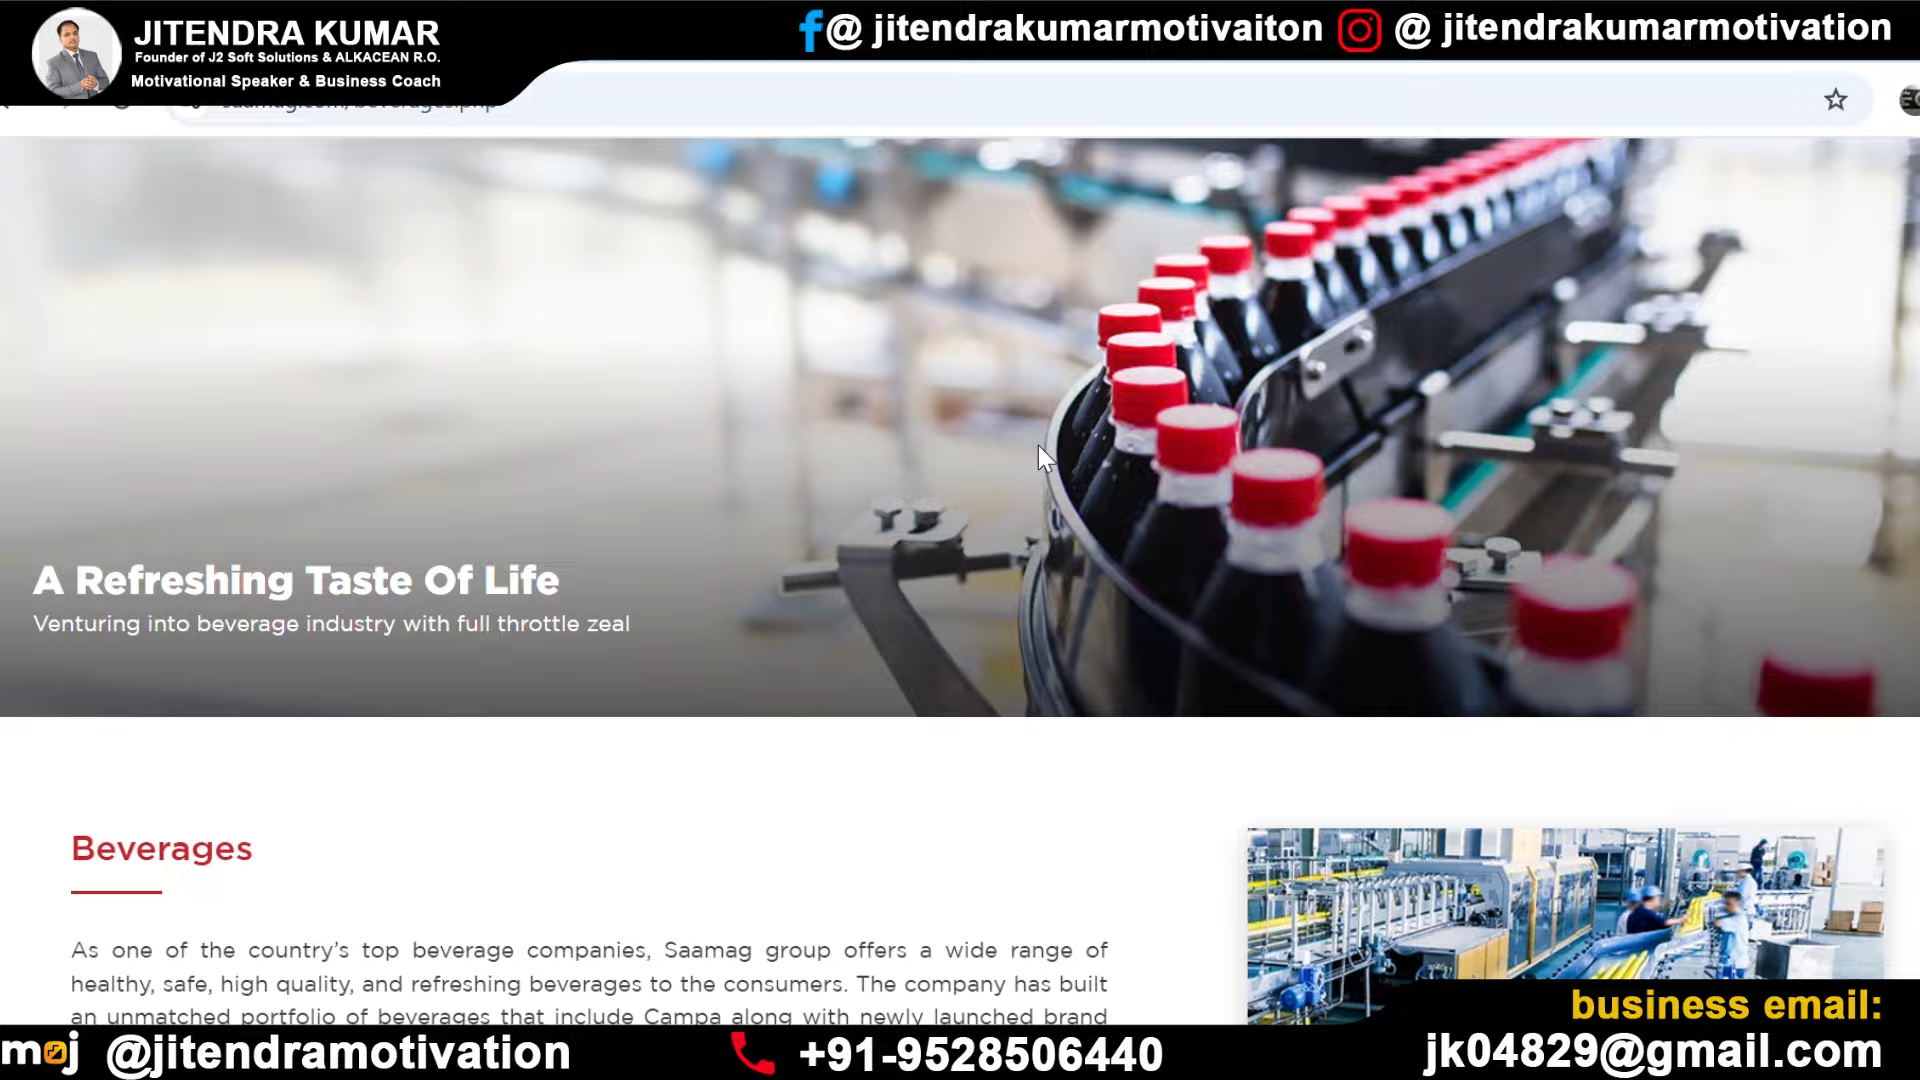 JITENDRA KUMAR
Founder of J2 Soft Solutions & ALKACEAN R.O.
Motivational Speaker & Business Coach
@ jitendrakumarmotivaiton
@ jitendrakumarmotivation
A Refreshing Taste Of Life
Venturing into beverage industry with full throttle zeal
Beverages
As one of the country’s top beverage companies, Saamag group offers a wide range of
healthy, safe, high quality, and refreshing beverages to the consumers. The company has built
an unmatched portfolio of beverages that include Campa along with newly launched brand
business email:
moj @jitendramotivation
+91-9528506440
jk04829@gmail.com